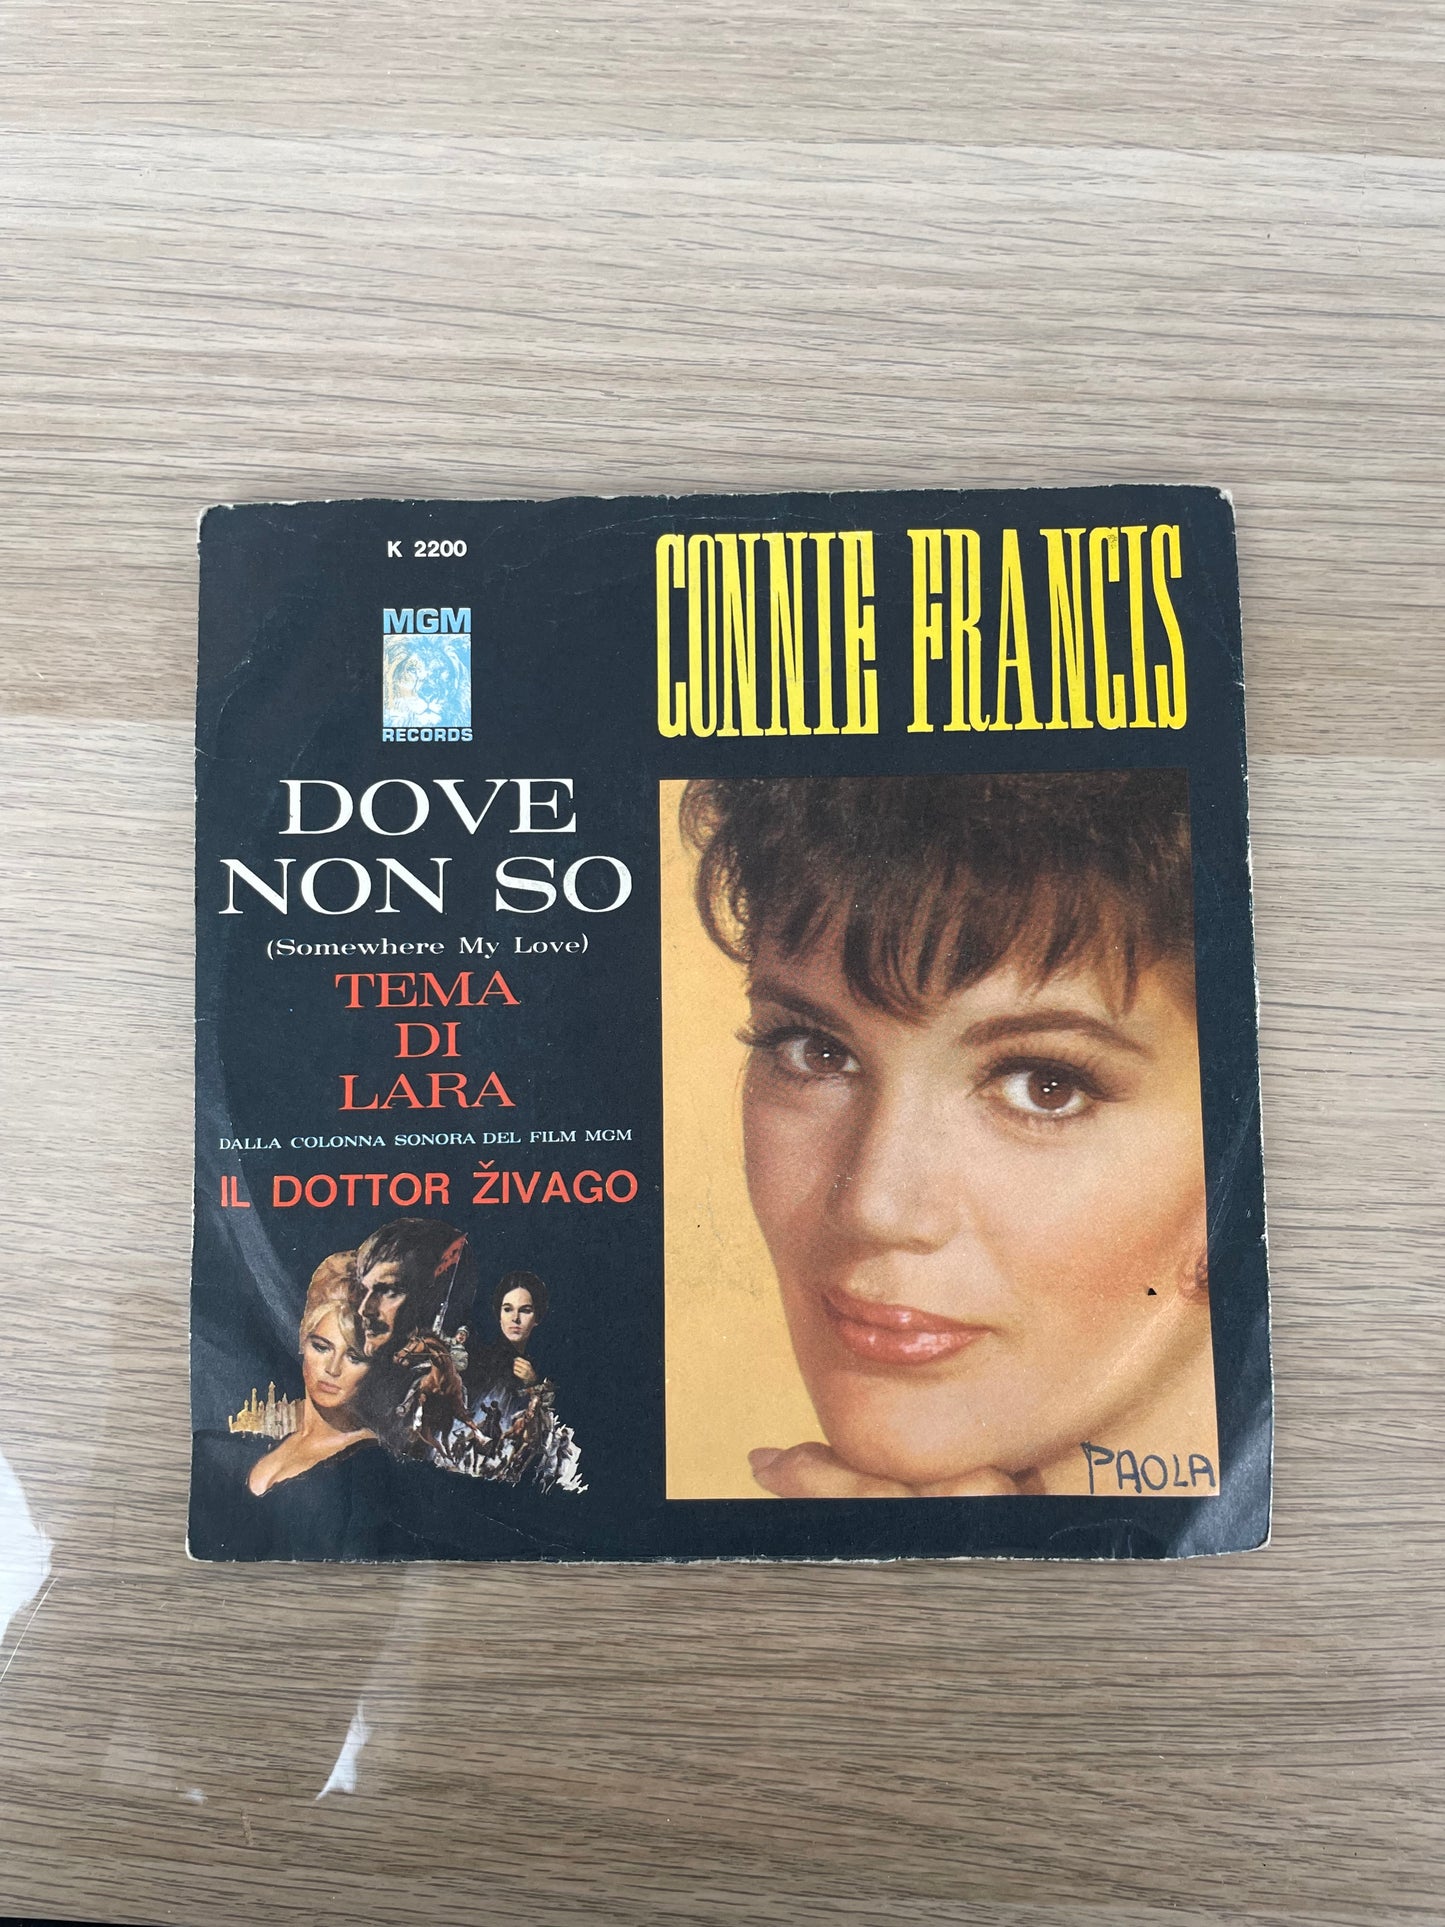 K 2200
MGM
RECORDS
CONNIE FRANCIS
DOVE
NON SO
(Somewhere My Love)
TEMA
DI
LARA
DALLA COLONNA SONORA DEL FILM MGM
IL DOTTOR ŽIVAGO
PAOLA